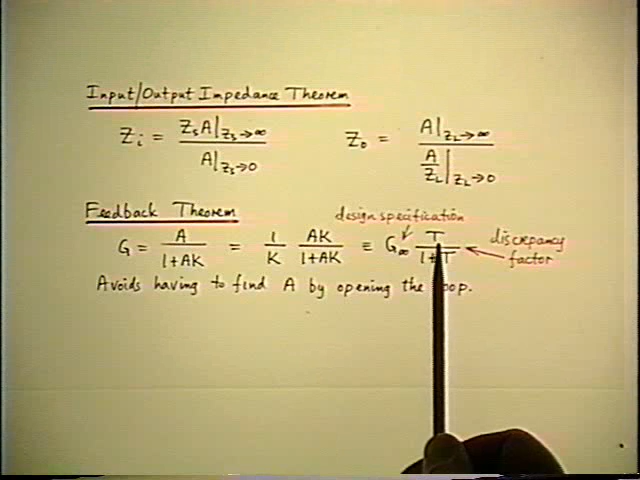 Input/Output Impedance Theorem
Zi = ZsA|Zs→∞ / A|Zs→0
Zo = A|ZL→∞ / (A/ZL)|ZL→0
Feedback Theorem
design specification
G = A/(1+AK) = 1/K AK/(1+AK) ≡ G∞ T/(1+T)
discrepancy
factor
Avoids having to find A by opening the loop.